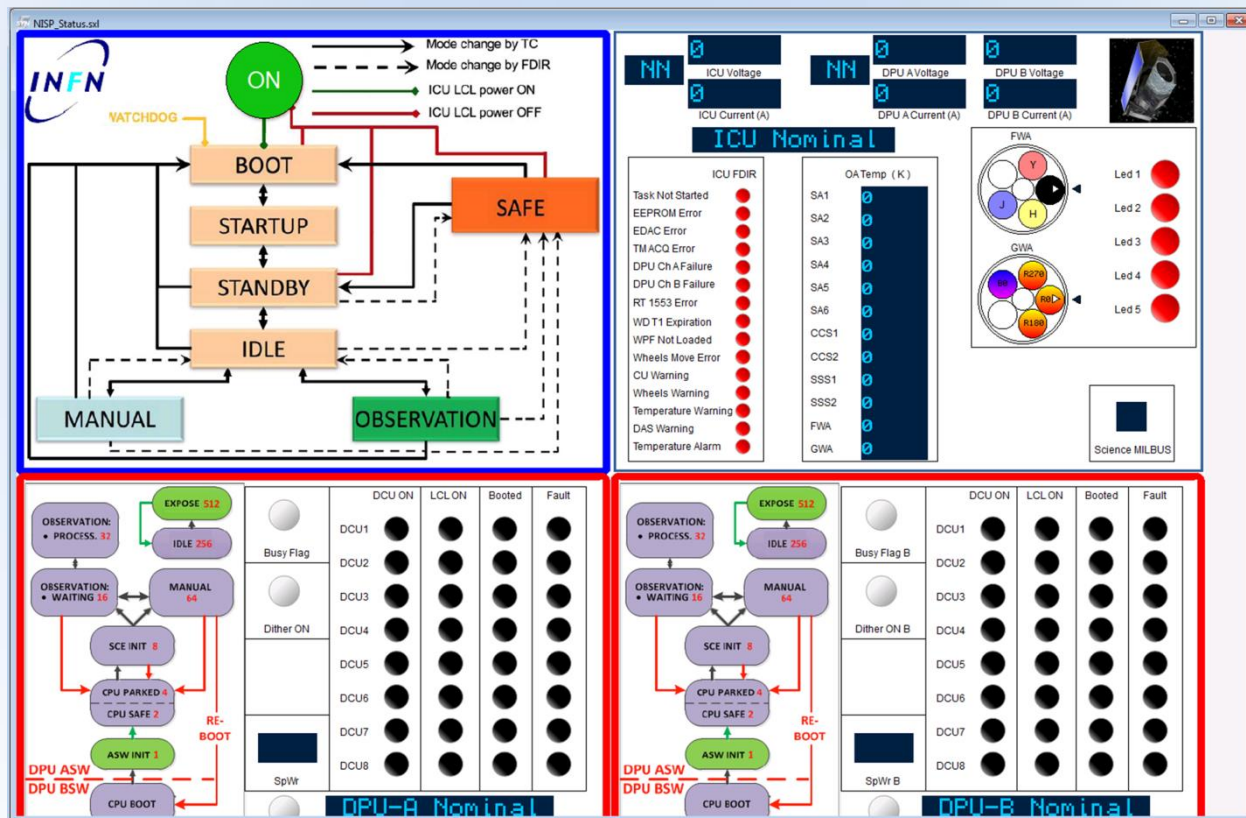 NISP_Status.sxl
INFN
ON
Mode change by TC
Mode change by FDIR
ICU LCL power ON
ICU LCL power OFF
WATCHDOG
BOOT
STARTUP
STANDBY
IDLE
SAFE
MANUAL
OBSERVATION
NN
0
ICU Voltage
0
ICU Current (A)
NN
0
DPU A Voltage
0
DPU A Current (A)
0
DPU B Voltage
0
DPU B Current (A)
ICU Nominal
ICU FDIR
Task Not Started
EEPROM Error
EDAC Error
TM ACQ Error
DPU Ch A Failure
DPU Ch B Failure
RT 1553 Error
WD T1 Expiration
WPF Not Loaded
Wheels Move Error
CU Warning
Wheels Warning
Temperature Warning
DAS Warning
Temperature Alarm
OA Temp ( K )
SA1 0
SA2 0
SA3 0
SA4 0
SA5 0
SA6 0
CCS1 0
CCS2 0
SSS1 0
SSS2 0
FWA 0
GWA 0
FWA
Y
J
H
GWA
R270
B0
R0
R180
Led 1
Led 2
Led 3
Led 4
Led 5
Science MILBUS
EXPOSE 512
IDLE 256
OBSERVATION:
• PROCESS. 32
OBSERVATION:
• WAITING 16
MANUAL
64
SCE INIT 8
CPU PARKED 4
CPU SAFE 2
RE-
BOOT
ASW INIT 1
DPU ASW
DPU BSW
CPU BOOT
Busy Flag
Dither ON
SpWr
DCU ON LCL ON Booted Fault
DCU1
DCU2
DCU3
DCU4
DCU5
DCU6
DCU7
DCU8
DPU-A Nominal
EXPOSE 512
IDLE 256
OBSERVATION:
• PROCESS. 32
OBSERVATION:
• WAITING 16
MANUAL
64
SCE INIT 8
CPU PARKED 4
CPU SAFE 2
RE-
BOOT
ASW INIT 1
DPU ASW
DPU BSW
CPU BOOT
Busy Flag B
Dither ON B
SpWr B
DCU ON LCL ON Booted Fault
DCU1
DCU2
DCU3
DCU4
DCU5
DCU6
DCU7
DCU8
DPU-B Nominal